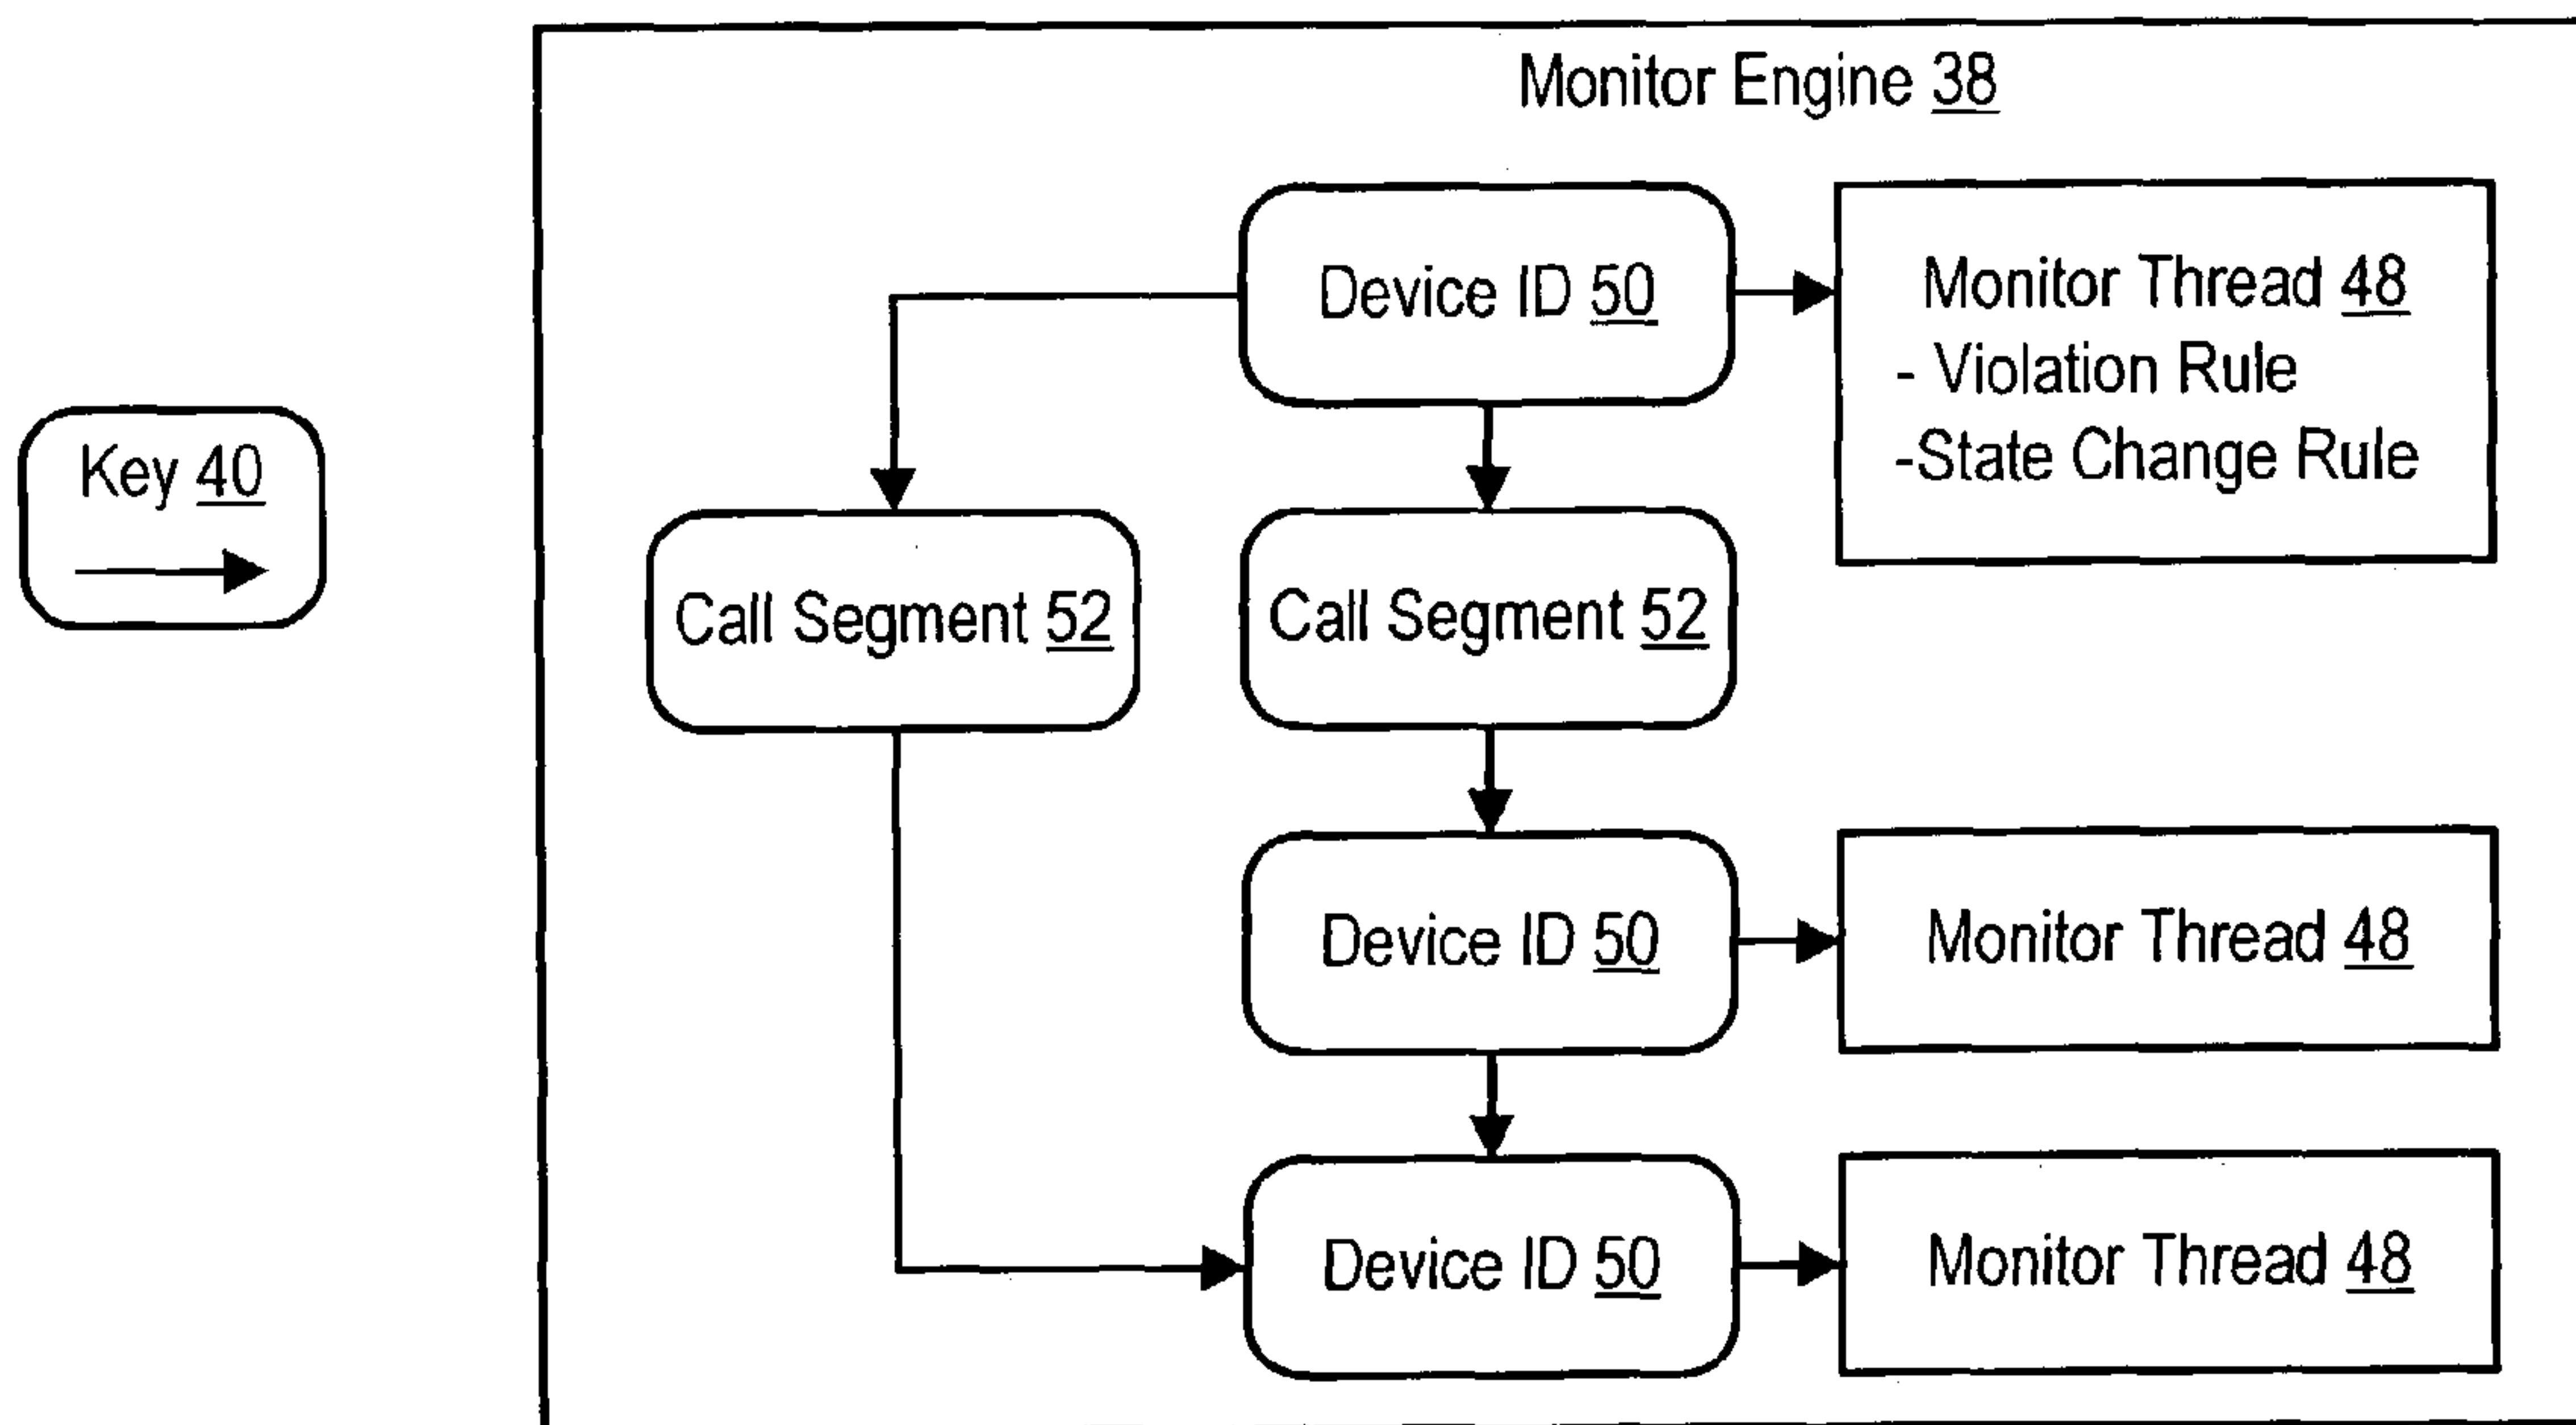 Monitor Engine 38
Device ID 50
Monitor Thread 48
- Violation Rule
-State Change Rule
Key 40
Call Segment 52
Call Segment 52
Device ID 50
Monitor Thread 48
Device ID 50
Monitor Thread 48